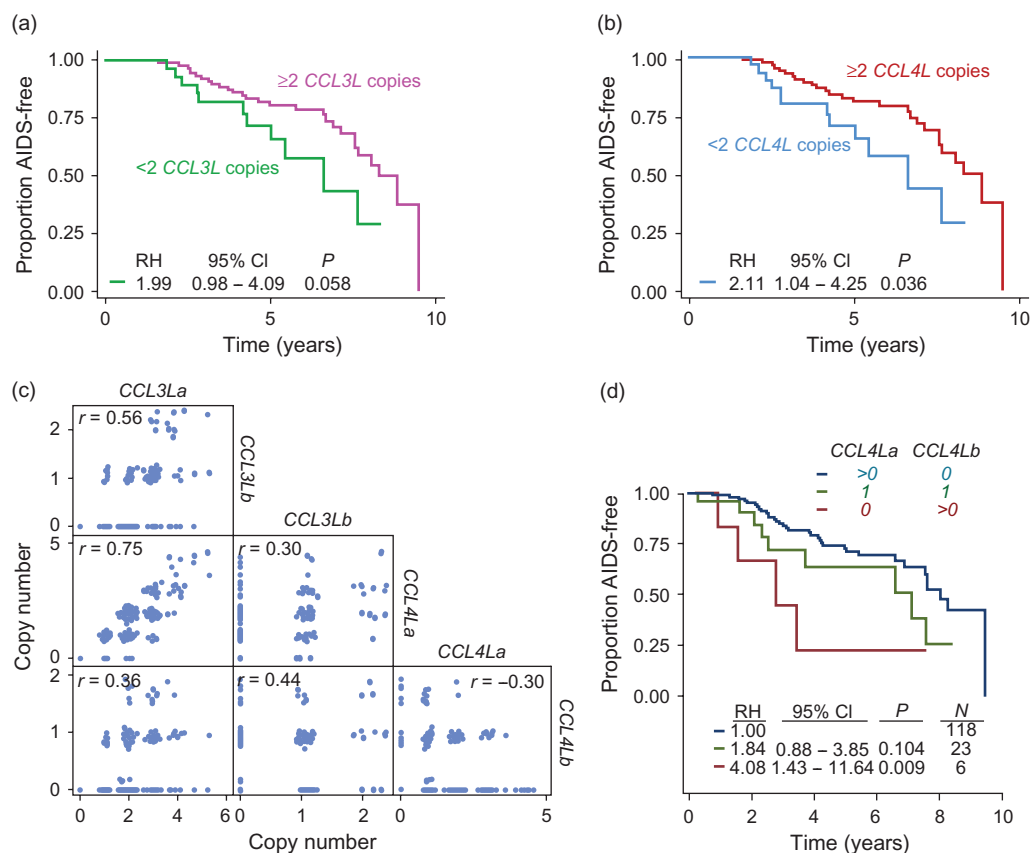 (a)
1.00
0.75
0.50
0.25
0.00
Proportion AIDS-free
≥2 CCL3L copies
<2 CCL3L copies
RH 95% CI P
1.99 0.98 – 4.09 0.058
0 5 10
Time (years)
(b)
1.00
0.75
0.50
0.25
0.00
Proportion AIDS-free
≥2 CCL4L copies
<2 CCL4L copies
RH 95% CI P
2.11 1.04 – 4.25 0.036
0 5 10
Time (years)
(c)
CCL3La
r = 0.56
2
1
0
CCL3Lb
CCL3Lb
5
r = 0.75
r = 0.30
0
CCL4La
CCL4La
2
r = 0.36
r = 0.44
r = –0.30
1
0
CCL4Lb
Copy number
0 2 4 6 0 1 2 0 5
Copy number
(d)
CCL4La CCL4Lb
>0 0
1 1
0 >0
1.00
0.75
0.50
0.25
0.00
Proportion AIDS-free
RH 95% CI P N
1.00 118
1.84 0.88 – 3.85 0.104 23
4.08 1.43 – 11.64 0.009 6
0 2 4 6 8 10
Time (years)